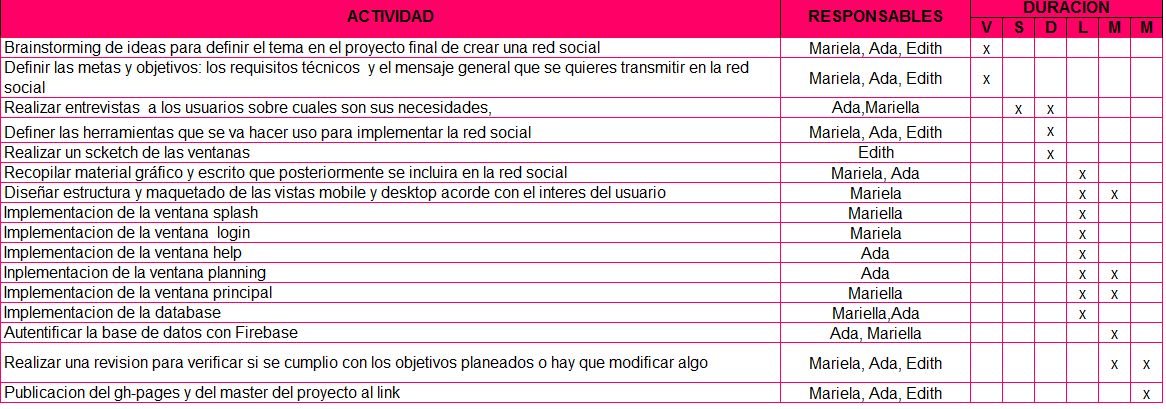 ACTIVIDAD RESPONSABLES DURACION
V S D L M M
Brainstorming de ideas para definir el tema en el proyecto final de crear una red social Mariela, Ada, Edith x
Definir las metas y objetivos: los requisitos técnicos y el mensaje general que se quieres transmitir en la red
social Mariela, Ada, Edith x
Realizar entrevistas a los usuarios sobre cuales son sus necesidades, Ada,Mariella x x
Definer las herramientas que se va hacer uso para implementar la red social Mariela, Ada, Edith x
Realizar un scketch de las ventanas Edith x
Recopilar material gráfico y escrito que posteriormente se incluira en la red social Mariela, Ada x
Diseñar estructura y maquetado de las vistas mobile y desktop acorde con el interes del usuario Mariela x x
Implementacion de la ventana splash Mariella x
Implementacion de la ventana login Mariela x
Implementacion de la ventana help Ada x
Inplementacion de la ventana planning Ada x x
Implementacion de la ventana principal Mariella x x
Implementacion de la database Mariella,Ada x
Autentificar la base de datos con Firebase Ada, Mariella x
Realizar una revision para verificar si se cumplio con los objetivos planeados o hay que modificar algo Mariela, Ada, Edith x x
Publicacion del gh-pages y del master del proyecto al link Mariela, Ada, Edith x